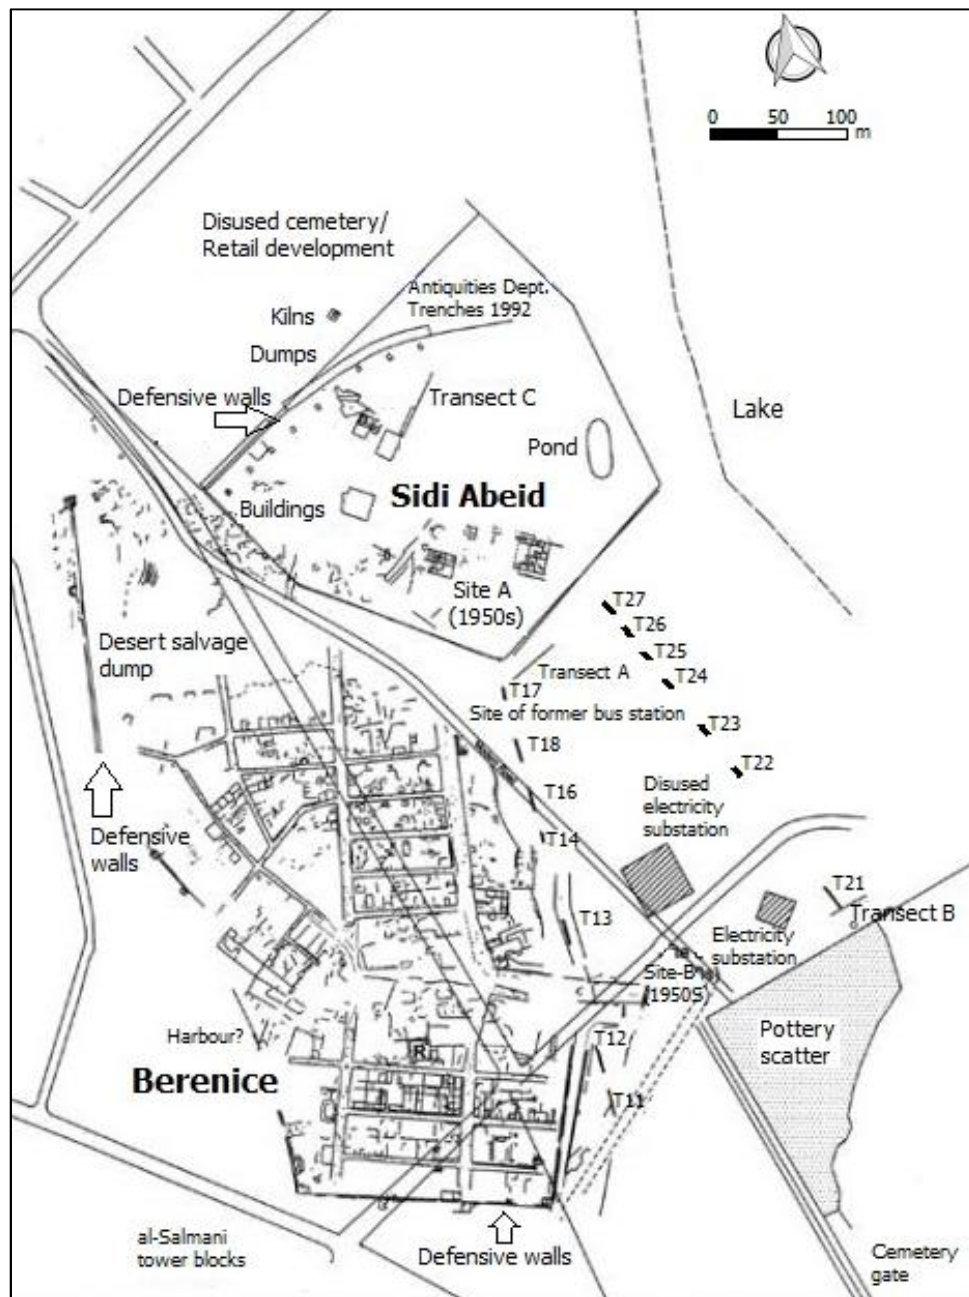 0 50 100
m
Disused cemetery/
Retail development
Antiquities Dept.
Trenches 1992
Kilns
Dumps
Defensive walls
Transect C
Lake
Pond
Sidi Abeid
Buildings
Site A
(1950s)
T27
T26
T25
T24
Desert salvage
dump
Transect A
T17
Site of former bus station
T23
T18
T22
T16
Disused
electricity
substation
Defensive
walls
T14
T21
T13
Transect B
Electricity
substation
Site-B
(1950S)
Harbour?
T12
Pottery
scatter
R
Berenice
T11
al-Salmani
tower blocks
Defensive walls
Cemetery
gate